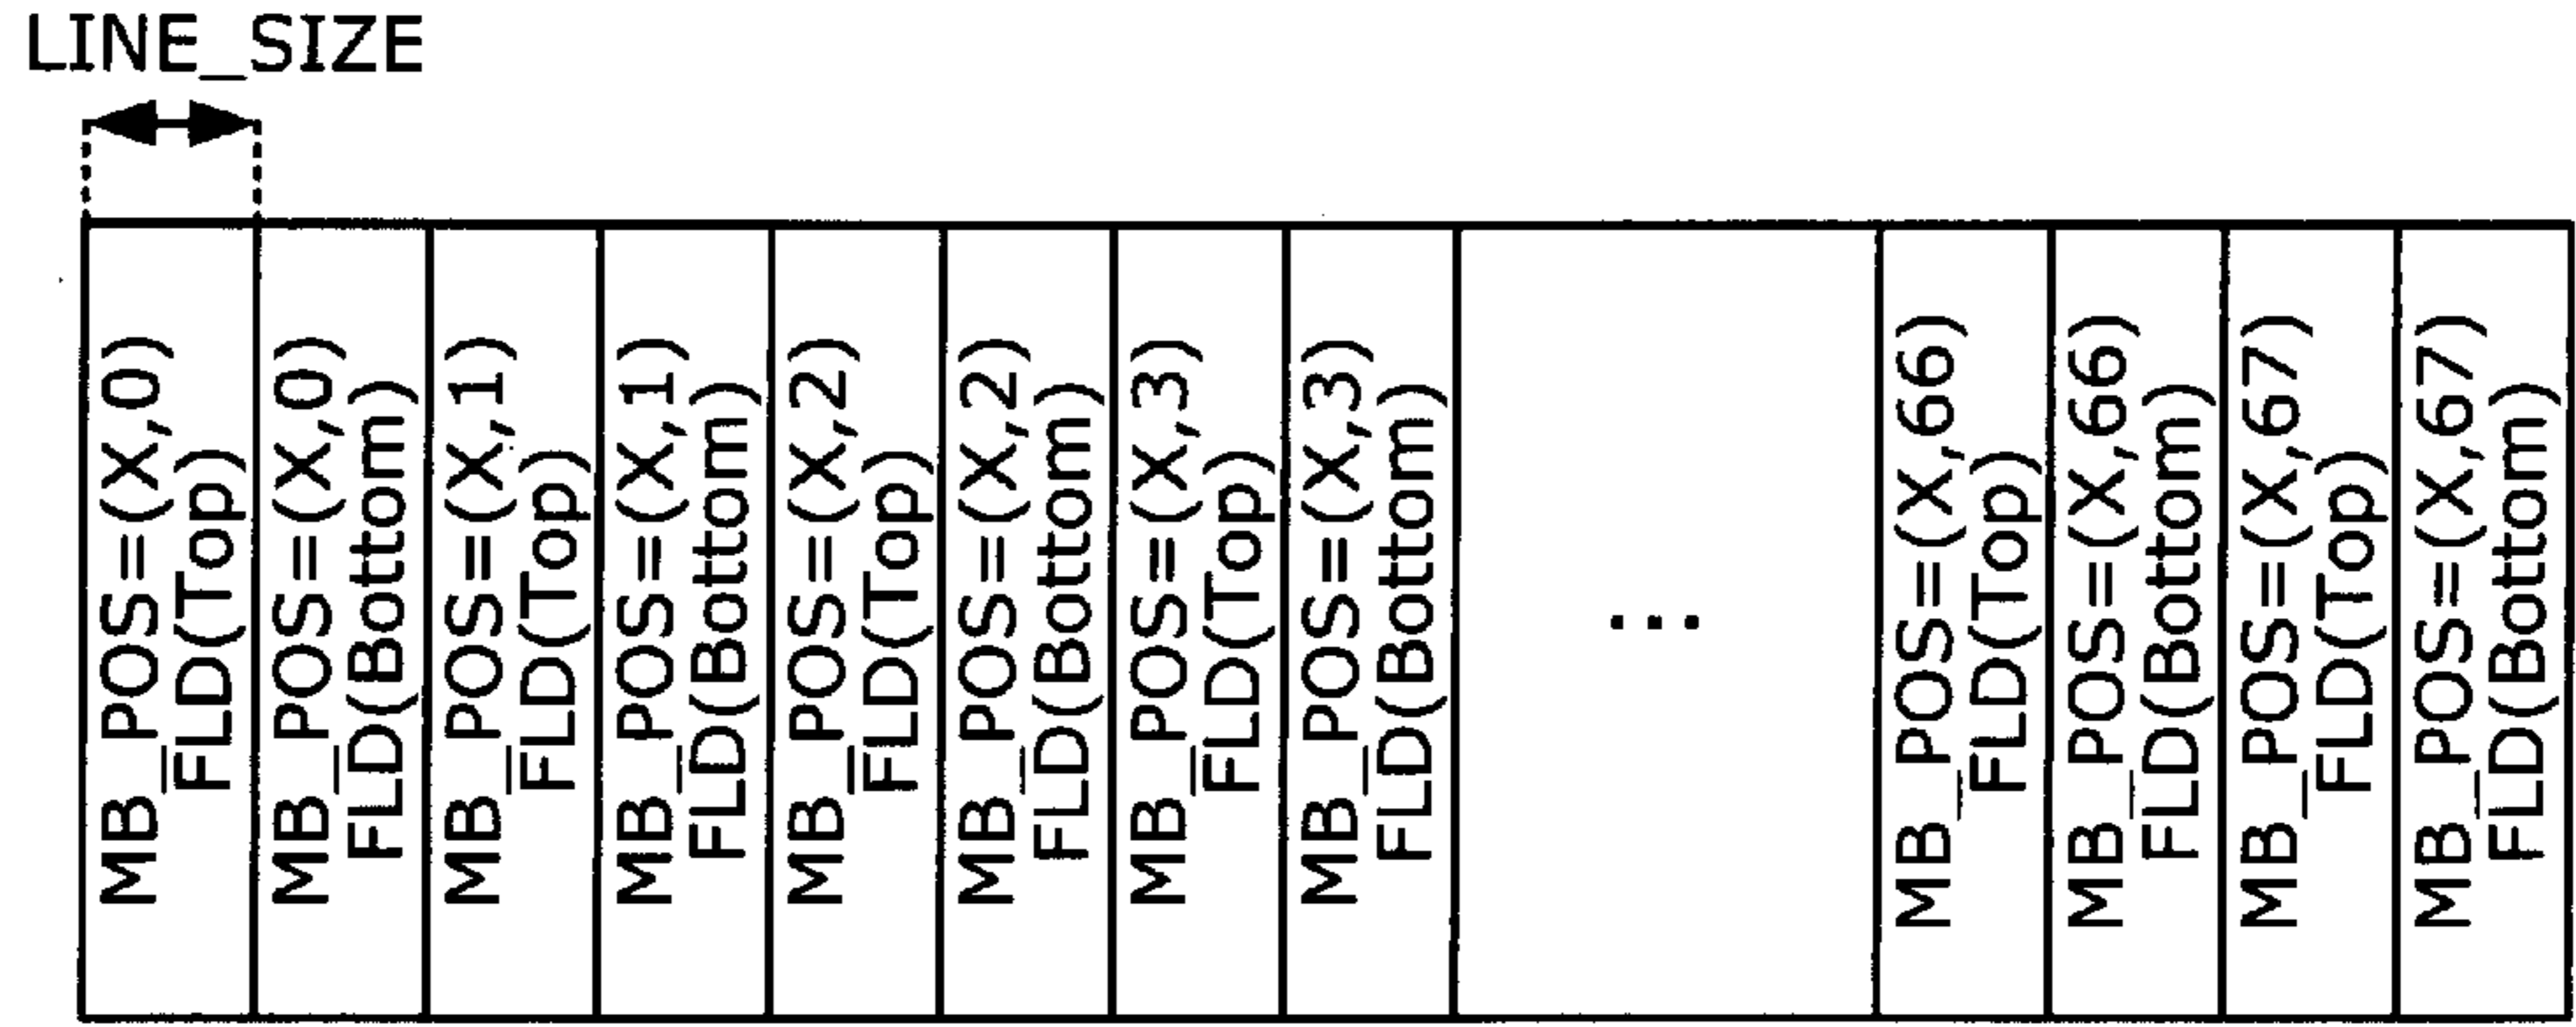 LINE_SIZE
MB_POS=(X,0)
FLD(Top)
MB_POS=(X,0)
FLD(Bottom)
MB_POS=(X,1)
FLD(Top)
MB_POS=(X,1)
FLD(Bottom)
MB_POS=(X,2)
FLD(Top)
MB_POS=(X,2)
FLD(Bottom)
MB_POS=(X,3)
FLD(Top)
MB_POS=(X,3)
FLD(Bottom)
...
MB_POS=(X,66)
FLD(Top)
MB_POS=(X,66)
FLD(Bottom)
MB_POS=(X,67)
FLD(Top)
MB_POS=(X,67)
FLD(Bottom)